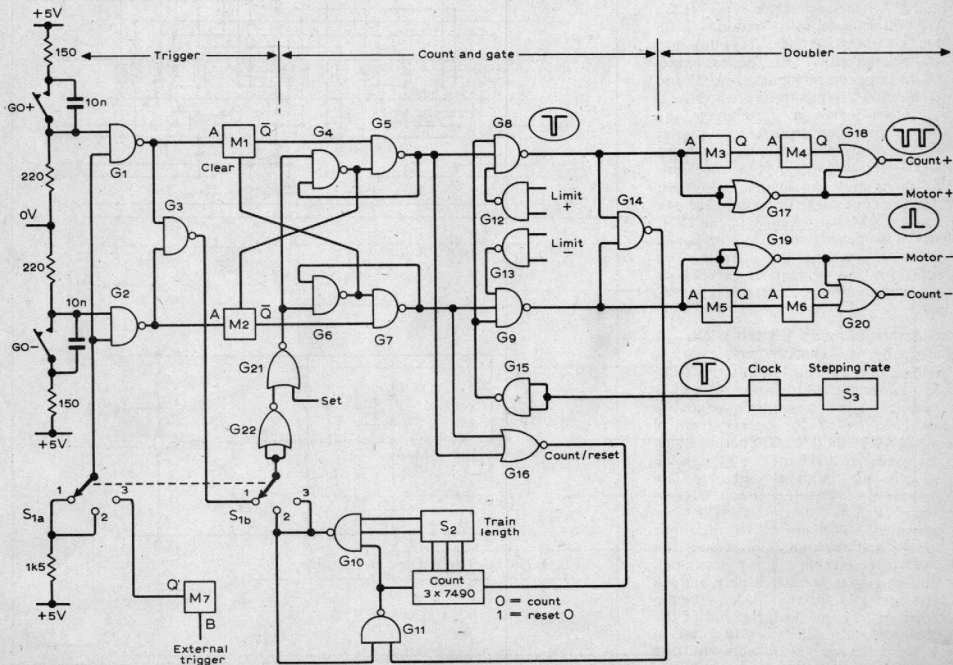 +5V
150
Trigger
Count and gate
Doubler
GO+
10n
G1
A
M1
Q̄
Clear
G4
G5
G8
A
M3
Q
A
M4
Q
G18
Count+
220
G3
G12
Limit
+
G14
G17
Motor+
0V
Limit
−
G13
G19
Motor−
220
G2
10n
GO−
A
M2
Q̄
G6
G7
G9
A
M5
Q
A
M6
Q
G20
Count−
G21
Set
G15
Clock
Stepping rate
S3
150
+5V
G22
G16
Count/reset
1
3
2
S1a
1
3
2
S1b
G10
S2
Train
length
1k5
+5V
Q'
M7
B
External
trigger
Count
3 x 7490
0 = count
1 = reset 0
G11